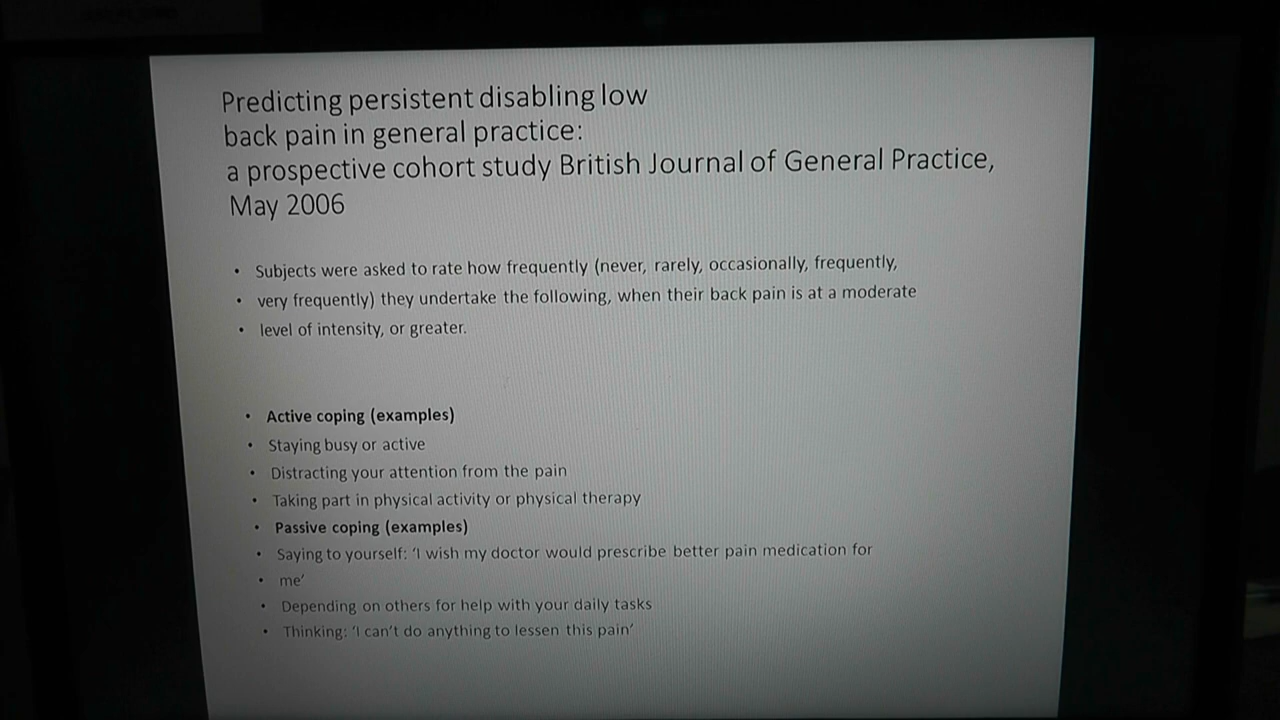 Predicting persistent disabling low
back pain in general practice:
a prospective cohort study British Journal of General Practice,
May 2006
• Subjects were asked to rate how frequently (never, rarely, occasionally, frequently,
• very frequently) they undertake the following, when their back pain is at a moderate
• level of intensity, or greater.
• Active coping (examples)
• Staying busy or active
• Distracting your attention from the pain
• Taking part in physical activity or physical therapy
• Passive coping (examples)
• Saying to yourself: ‘I wish my doctor would prescribe better pain medication for
• me’
• Depending on others for help with your daily tasks
• Thinking: ‘I can’t do anything to lessen this pain’